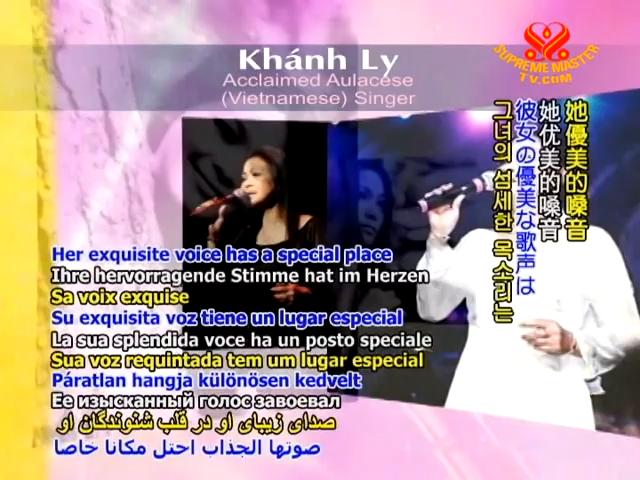 Khánh Ly
Acclaimed Aulacese
(Vietnamese) Singer
SUPREME MASTER
TV.COM
她優美的嗓音
她优美的嗓音
彼女の優美な歌声は
그녀의 섬세한 목소리는
Her exquisite voice has a special place
Ihre hervorragende Stimme hat im Herzen
Sa voix exquise
Su exquisita voz tiene un lugar especial
La sua splendida voce ha un posto speciale
Sua voz requintada tem um lugar especial
Páratlan hangja különösen kedvelt
Ее изысканный голос завоевал
صدای زیبای او در قلب شنوندگان او
صوتها الجذاب احتل مكانا خاصا